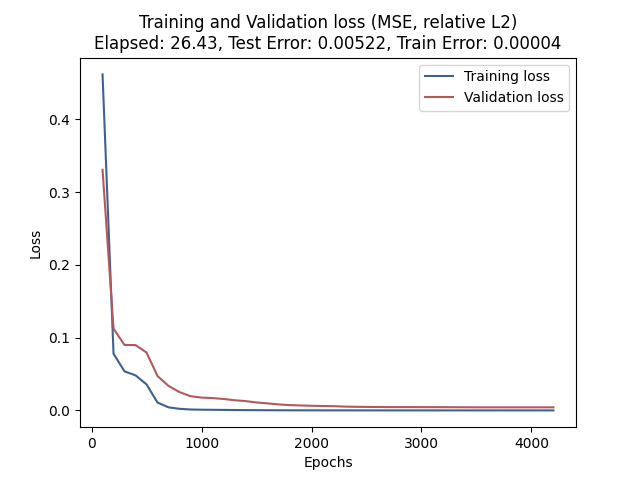 Training and Validation loss (MSE, relative L2)
Elapsed: 26.43, Test Error: 0.00522, Train Error: 0.00004
Training loss
Validation loss
0.4
0.3
0.2
0.1
0.0
Loss
0 1000 2000 3000 4000
Epochs